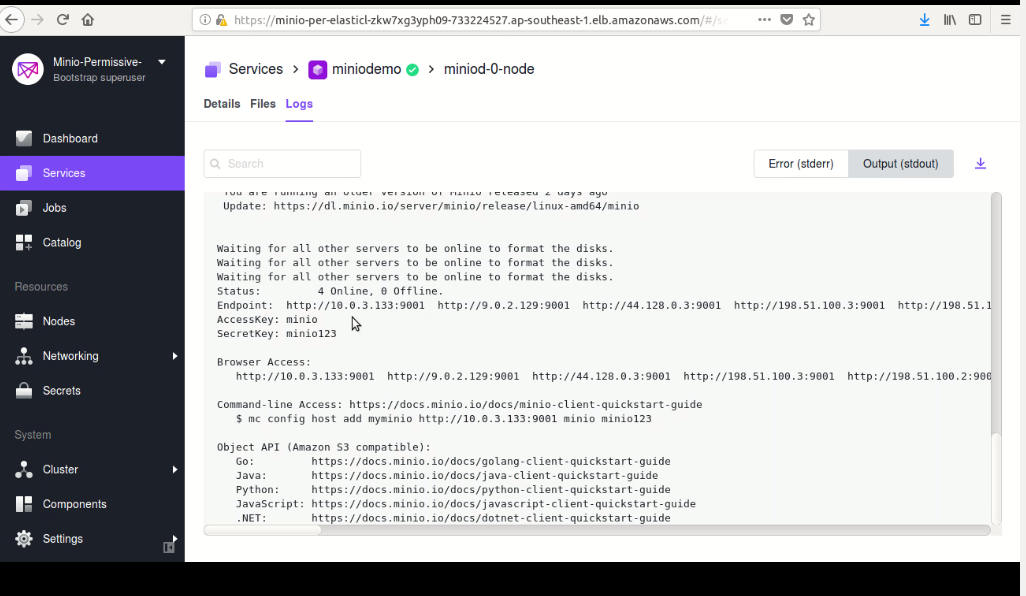 https://minio-per-elasticl-zkw7xg3yph09-733224527.ap-southeast-1.elb.amazonaws.com/#/se
Minio-Permissive-
Bootstrap superuser
Dashboard
Services
Jobs
Catalog
Resources
Nodes
Networking
Secrets
System
Cluster
Components
Settings
Services > miniodemo > miniod-0-node
Details Files Logs
Search
Error (stderr) Output (stdout)
You are running an older version of Minio released 2 days ago
Update: https://dl.minio.io/server/minio/release/linux-amd64/minio
Waiting for all other servers to be online to format the disks.
Waiting for all other servers to be online to format the disks.
Waiting for all other servers to be online to format the disks.
Status: 4 Online, 0 Offline.
Endpoint: http://10.0.3.133:9001 http://9.0.2.129:9001 http://44.128.0.3:9001 http://198.51.100.3:9001 http://198.51.1
AccessKey: minio
SecretKey: minio123
Browser Access:
http://10.0.3.133:9001 http://9.0.2.129:9001 http://44.128.0.3:9001 http://198.51.100.3:9001 http://198.51.100.2:900
Command-line Access: https://docs.minio.io/docs/minio-client-quickstart-guide
$ mc config host add myminio http://10.0.3.133:9001 minio minio123
Object API (Amazon S3 compatible):
Go: https://docs.minio.io/docs/golang-client-quickstart-guide
Java: https://docs.minio.io/docs/java-client-quickstart-guide
Python: https://docs.minio.io/docs/python-client-quickstart-guide
JavaScript: https://docs.minio.io/docs/javascript-client-quickstart-guide
.NET: https://docs.minio.io/docs/dotnet-client-quickstart-guide